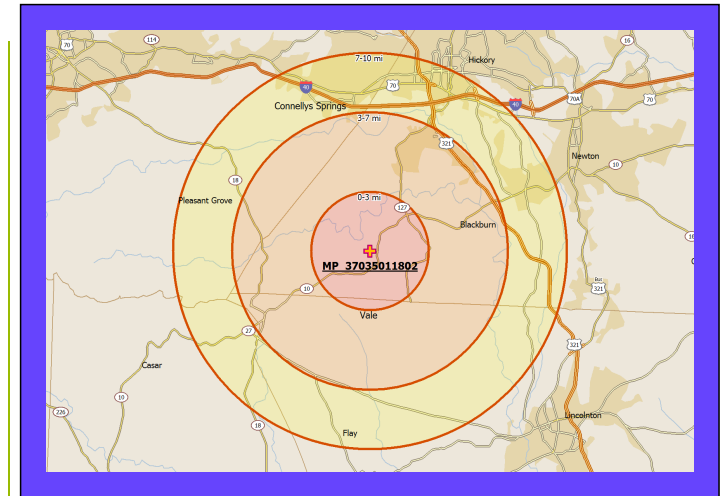 114
16
70
7-10 mi
Hickory
40
70
Connellys Springs
40
70A
70
3-7 mi
321
Newton
10
18
0-3 mi
Pleasant Grove
127
Blackburn
16
MP_37035011802
10
321
Vale
27
321
Casar
10
226
Lincolnton
18
Flay